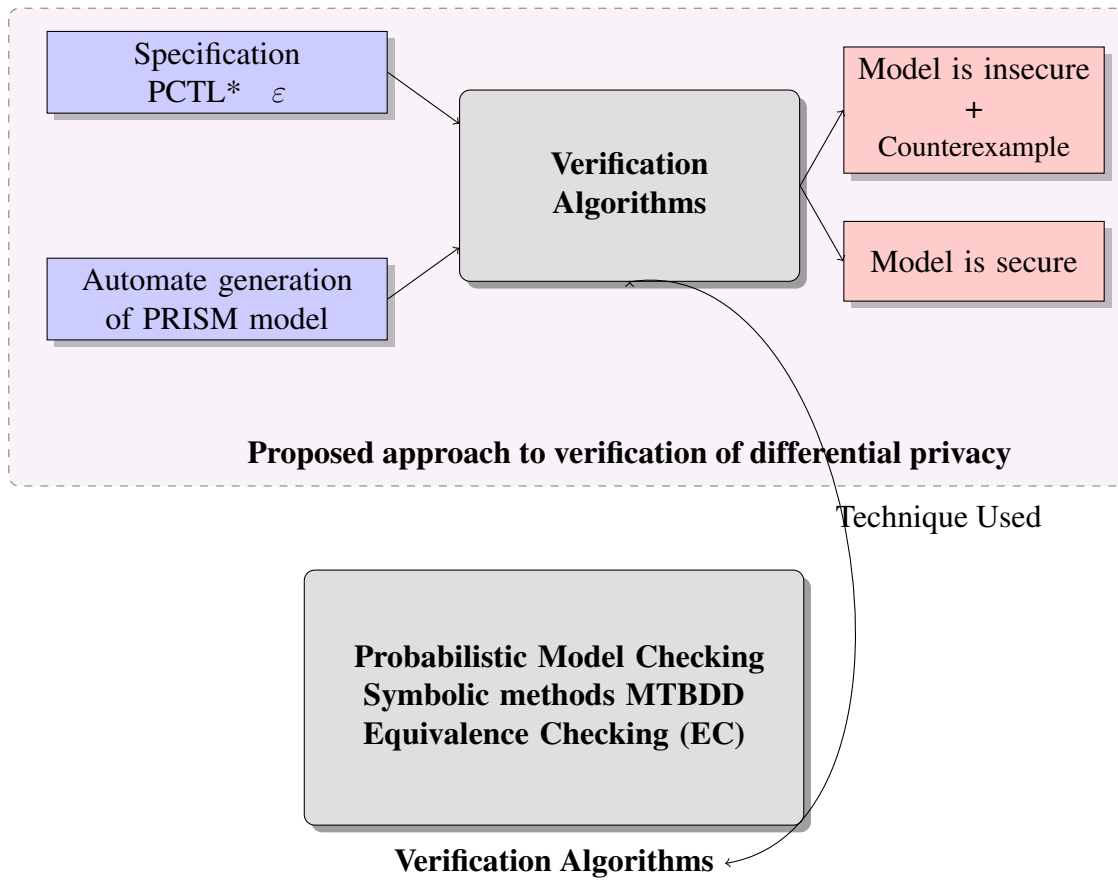 Specification
PCTL* ε
Automate generation
of PRISM model
Verification
Algorithms
Model is insecure
+
Counterexample
Model is secure
Proposed approach to verification of differential privacy
Technique Used
Probabilistic Model Checking
Symbolic methods MTBDD
Equivalence Checking (EC)
Verification Algorithms